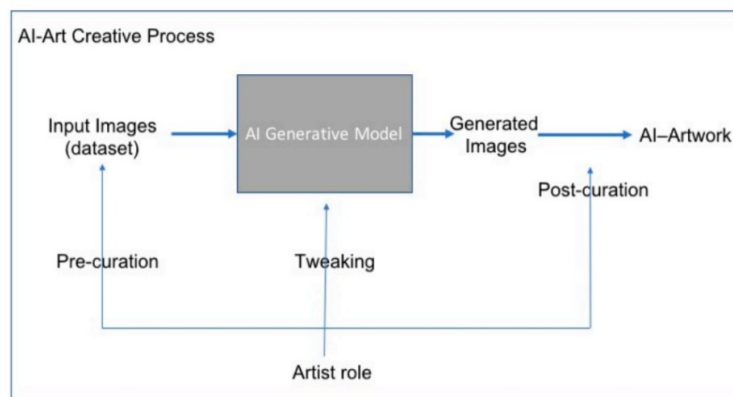 AI-Art Creative Process
Input Images
(dataset)
AI Generative Model
Generated
Images
AI–Artwork
Post-curation
Pre-curation
Tweaking
Artist role